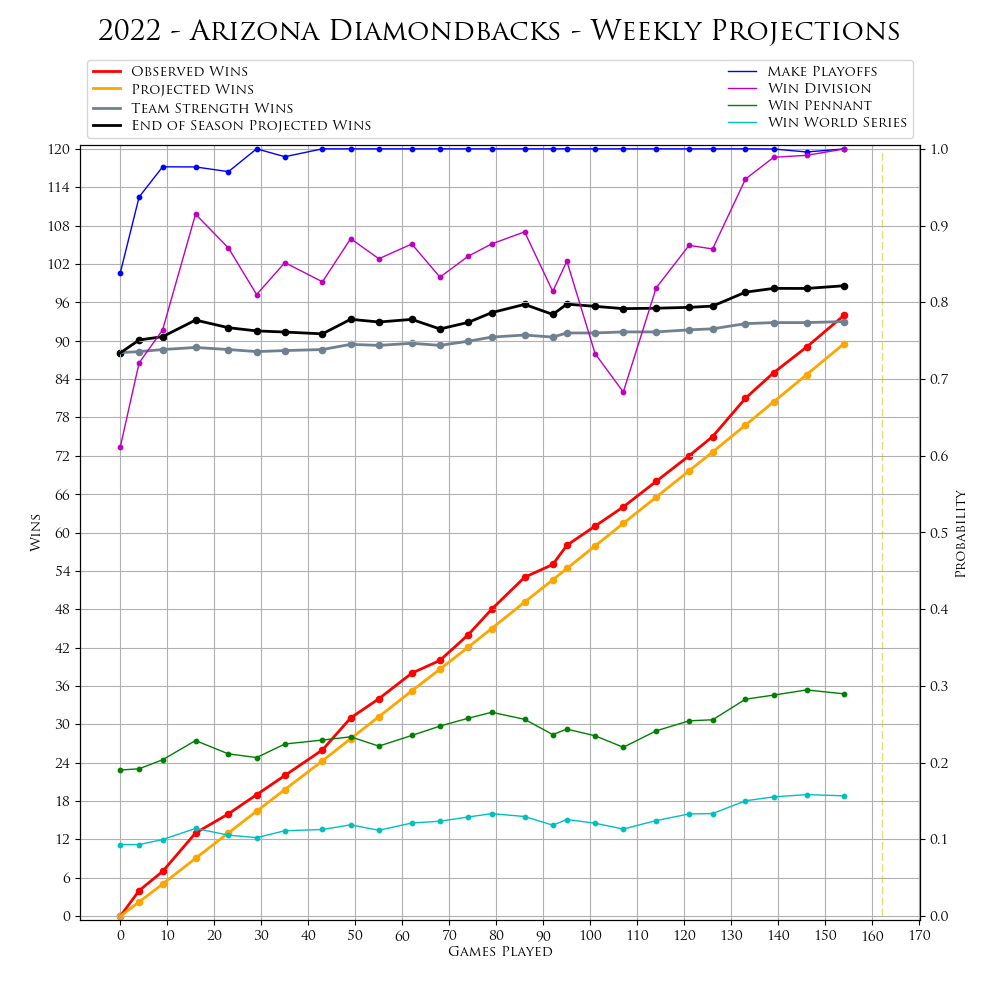 2022 - Arizona Diamondbacks - Weekly Projections
Observed Wins
Projected Wins
Team Strength Wins
End of Season Projected Wins
Make Playoffs
Win Division
Win Pennant
Win World Series
120
114
108
102
96
90
84
78
72
66
60
54
48
42
36
30
24
18
12
6
0
Wins
1.0
0.9
0.8
0.7
0.6
0.5
0.4
0.3
0.2
0.1
0.0
Probability
0 10 20 30 40 50 60 70 80 90 100 110 120 130 140 150 160 170
Games Played